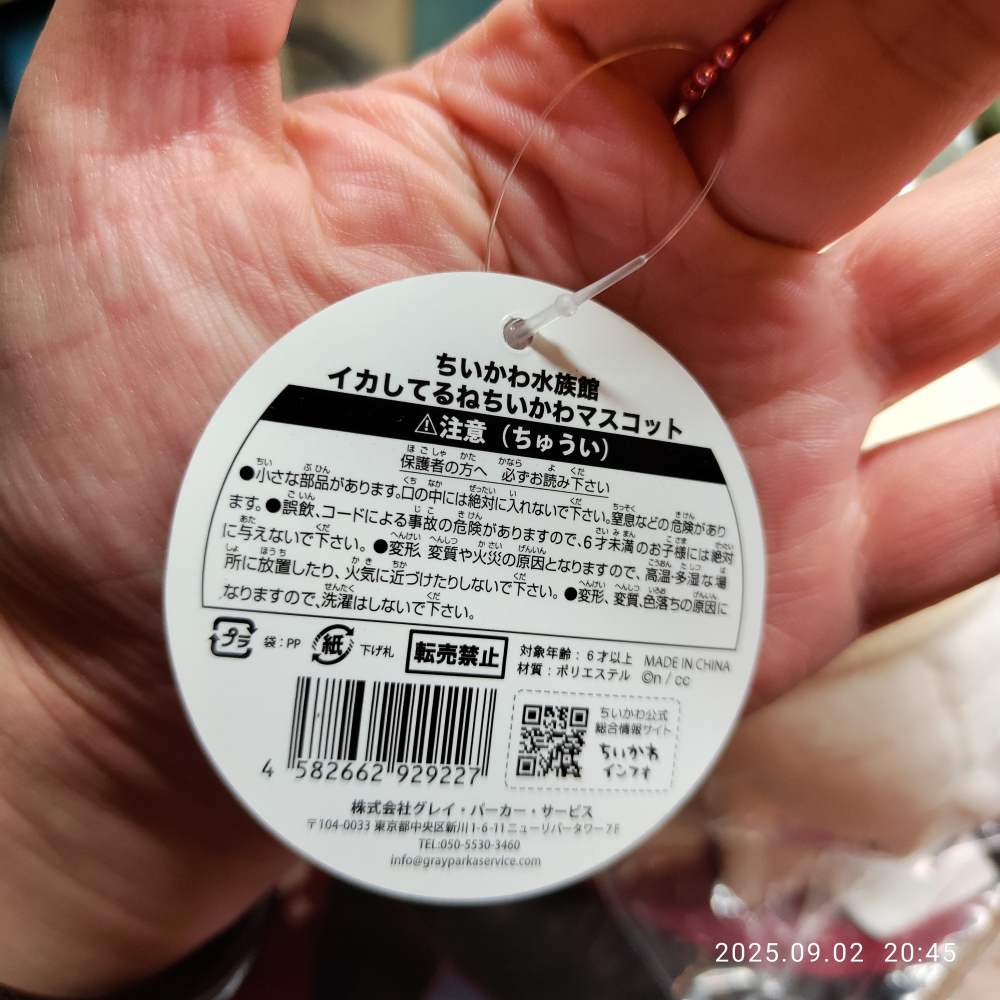 ちいかわ水族館
イカしてるねちいかわマスコット
⚠注意（ちゅうい）
保護者の方へ 必ずお読み下さい
●小さな部品があります。口の中には絶対に入れないで下さい。窒息などの危険があり
ます。●誤飲、コードによる事故の危険がありますので、6才未満のお子様には絶対
に与えないで下さい。●変形、変質や火災の原因となりますので、高温・多湿な場
所に放置したり、火気に近づけたりしないで下さい。●変形、変質、色落ちの原因に
なりますので、洗濯はしないで下さい。
プラ 袋：PP 紙 下げ札 転売禁止
対象年齢：6才以上 MADE IN CHINA
材質：ポリエステル ©n / cc
4 582662 929227
ちいかわ公式
総合情報サイト
ちいかわ
インフォ
株式会社グレイ・パーカー・サービス
〒104-0033 東京都中央区新川1-6-11ニューリバータワー7F
TEL:050-5530-3460
info@grayparkaservice.com
2025.09.02 20:45